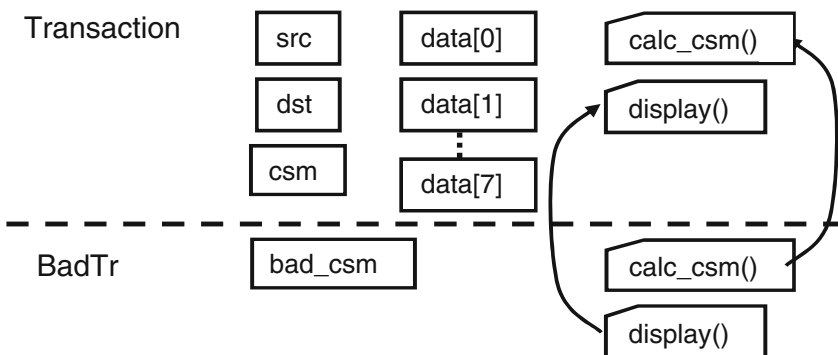 Transaction
src
data[0]
calc_csm()
dst
data[1]
display()
csm
data[7]
BadTr
bad_csm
calc_csm()
display()